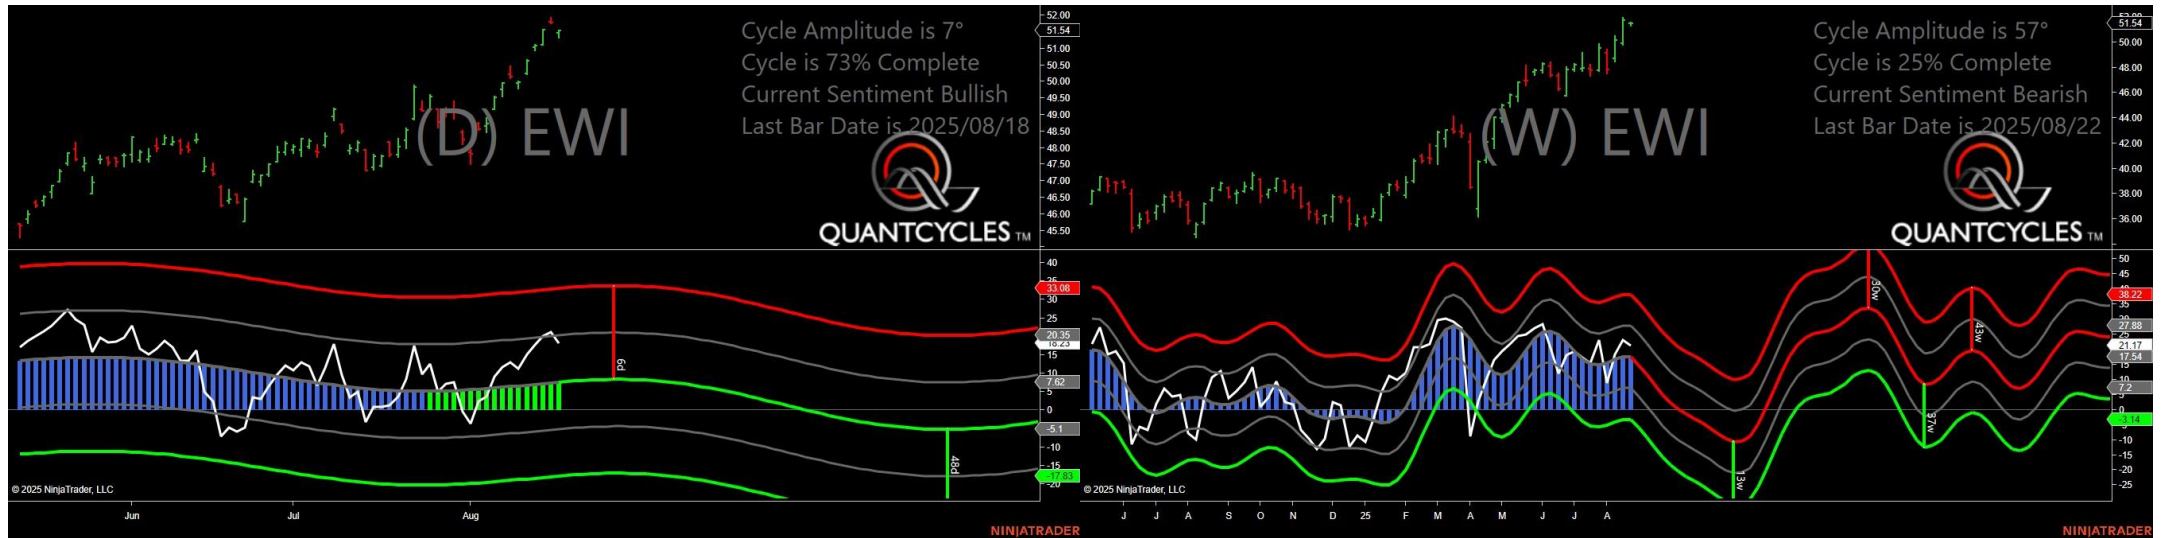 Cycle Amplitude is 7°
Cycle is 73% Complete
Current Sentiment Bullish
Last Bar Date is 2025/08/18
(D) EWI
QUANTCYCLES TM
52.00
51.54
51.00
50.50
50.00
49.50
49.00
48.50
48.00
47.50
47.00
46.50
46.00
45.50
40
35
33.08
30
25
20.35
18.23
15
10
7.62
5
0
-5.1
-10
-15
-17.83
-20
6d
48d
© 2025 NinjaTrader, LLC
Jun Jul Aug
NINJATRADER
Cycle Amplitude is 57°
Cycle is 25% Complete
Current Sentiment Bearish
Last Bar Date is 2025/08/22
(W) EWI
QUANTCYCLES TM
52.00
51.54
50.00
48.00
46.00
44.00
42.00
40.00
38.00
36.00
50
45
38.22
27.88
21.17
17.54
15
10
7.2
5
0
-3.14
-10
-15
-20
-25
30w
43w
37w
13w
© 2025 NinjaTrader, LLC
J J A S O N D 25 F M A M J J A
NINJATRADER